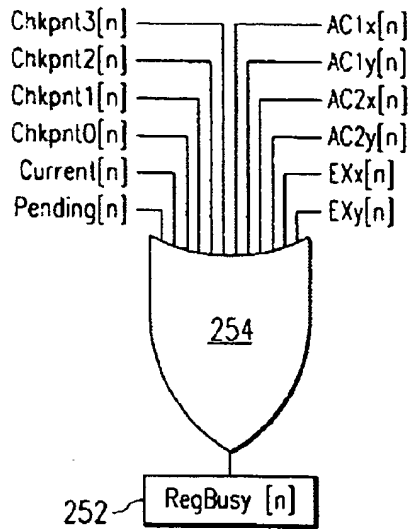 Chkpnt3[n]
Chkpnt2[n]
Chkpnt1[n]
Chkpnt0[n]
Current[n]
Pending[n]
AC1x[n]
AC1y[n]
AC2x[n]
AC2y[n]
EXx[n]
EXy[n]
254
252
RegBusy [n]